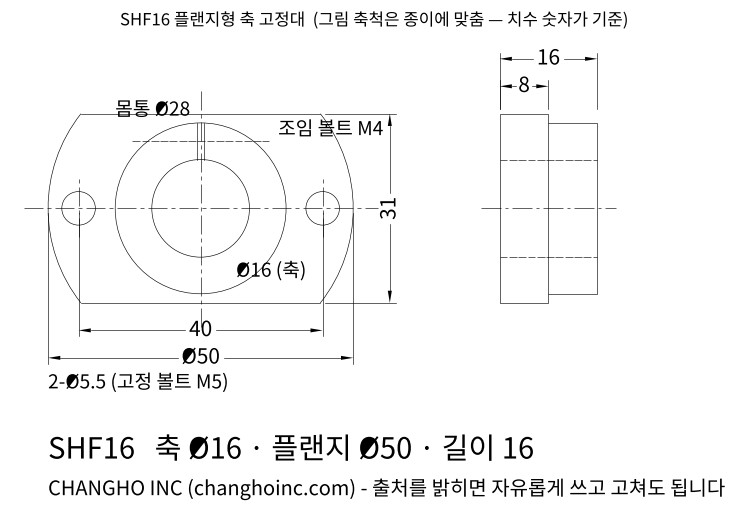 SHF16 플랜지형 축 고정대 (그림 축척은 종이에 맞춤 — 치수 숫자가 기준)
16
8
몸통 Ø28
조임 볼트 M4
31
Ø16 (축)
40
Ø50
2-Ø5.5 (고정 볼트 M5)
SHF16 축 Ø16 · 플랜지 Ø50 · 길이 16
CHANGHO INC (changhoinc.com) - 출처를 밝히면 자유롭게 쓰고 고쳐도 됩니다